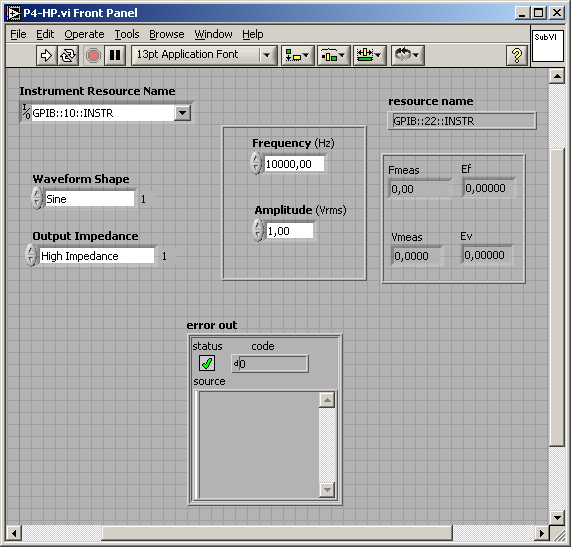 P4-HP.vi Front Panel
File Edit Operate Tools Browse Window Help
SubVI
13pt Application Font
?
Instrument Resource Name
I/O GPIB::10::INSTR
resource name
GPIB::22::INSTR
Frequency (Hz)
10000,00
Waveform Shape
Sine 1
Amplitude (Vrms)
1,00
Output Impedance
High Impedance 1
Fmeas Ef
0,00 0,00000
Vmeas Ev
0,0000 0,00000
error out
status code
d0
source